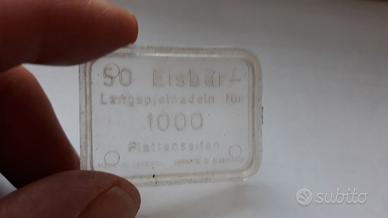 50 Eisbär-
Langspielnadeln für
1000
Plattenseiten
subito